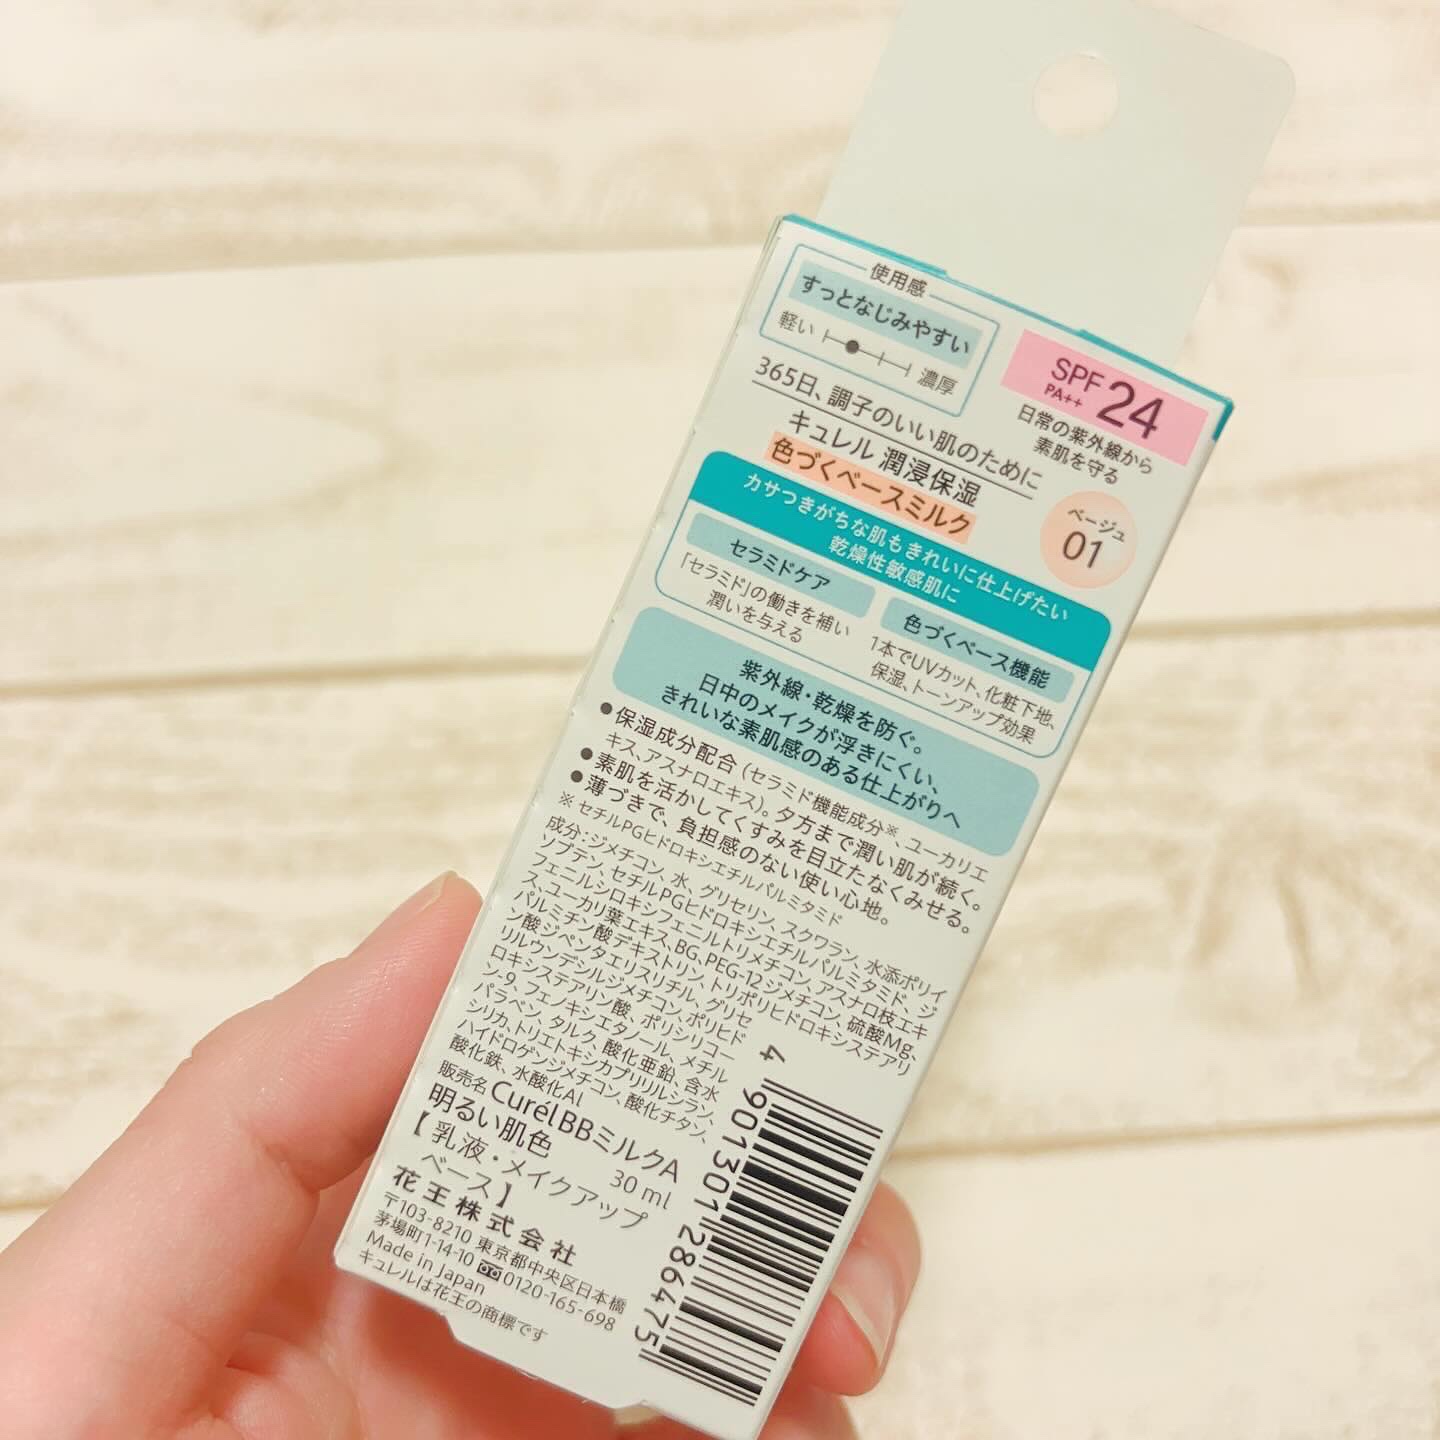 使用感
すっとなじみやすい
軽い 濃厚
SPF 24
PA++
日常の紫外線から
素肌を守る
365日、調子のいい肌のために
キュレル 潤浸保湿
色づくベースミルク
ベージュ
01
カサつきがちな肌もきれいに仕上げたい
乾燥性敏感肌に
セラミドケア
「セラミド」の働きを補い
潤いを与える
色づくベース機能
1本でUVカット、化粧下地、
保湿、トーンアップ効果
紫外線・乾燥を防ぐ。
日中のメイクが浮きにくい、
きれいな素肌感のある仕上がりへ
●保湿成分配合(セラミド機能成分※、ユーカリエ
キス、アスナロエキス)。夕方まで潤い肌が続く。
●素肌を活かしてくすみを目立たなくみせる。
●薄づきで、負担感のない使い心地。
※セチルPGヒドロキシエチルパルミタミド
成分:ジメチコン、水、グリセリン、スクワラン、水添ポリイ
ソブテン、セチルPGヒドロキシエチルパルミタミド、ジ
フェニルシロキシフェニルトリメチコン、アスナロ枝エキ
ス、ユーカリ葉エキス、BG、PEG-12ジメチコン、硫酸Mg、
パルミチン酸デキストリン、トリポリヒドロキシステアリ
ン酸ジペンタエリスリチル、グリセ
リルウンデシルジメチコン、ポリヒド
ロキシステアリン酸、ポリシリコー
ン-9、フェノキシエタノール、メチル
パラベン、タルク、酸化亜鉛、含水
シリカ、トリエトキシカプリリルシラン、
ハイドロゲンジメチコン、酸化チタン、
酸化鉄、水酸化Al
販売名 CurélBBミルクA
明るい肌色 30 ml
【乳液・メイクアップ
ベース】
花王株式会社
〒103-8210 東京都中央区日本橋
茅場町1-14-10 0120-165-698
Made in Japan
キュレルは花王の商標です
4 901301 286475